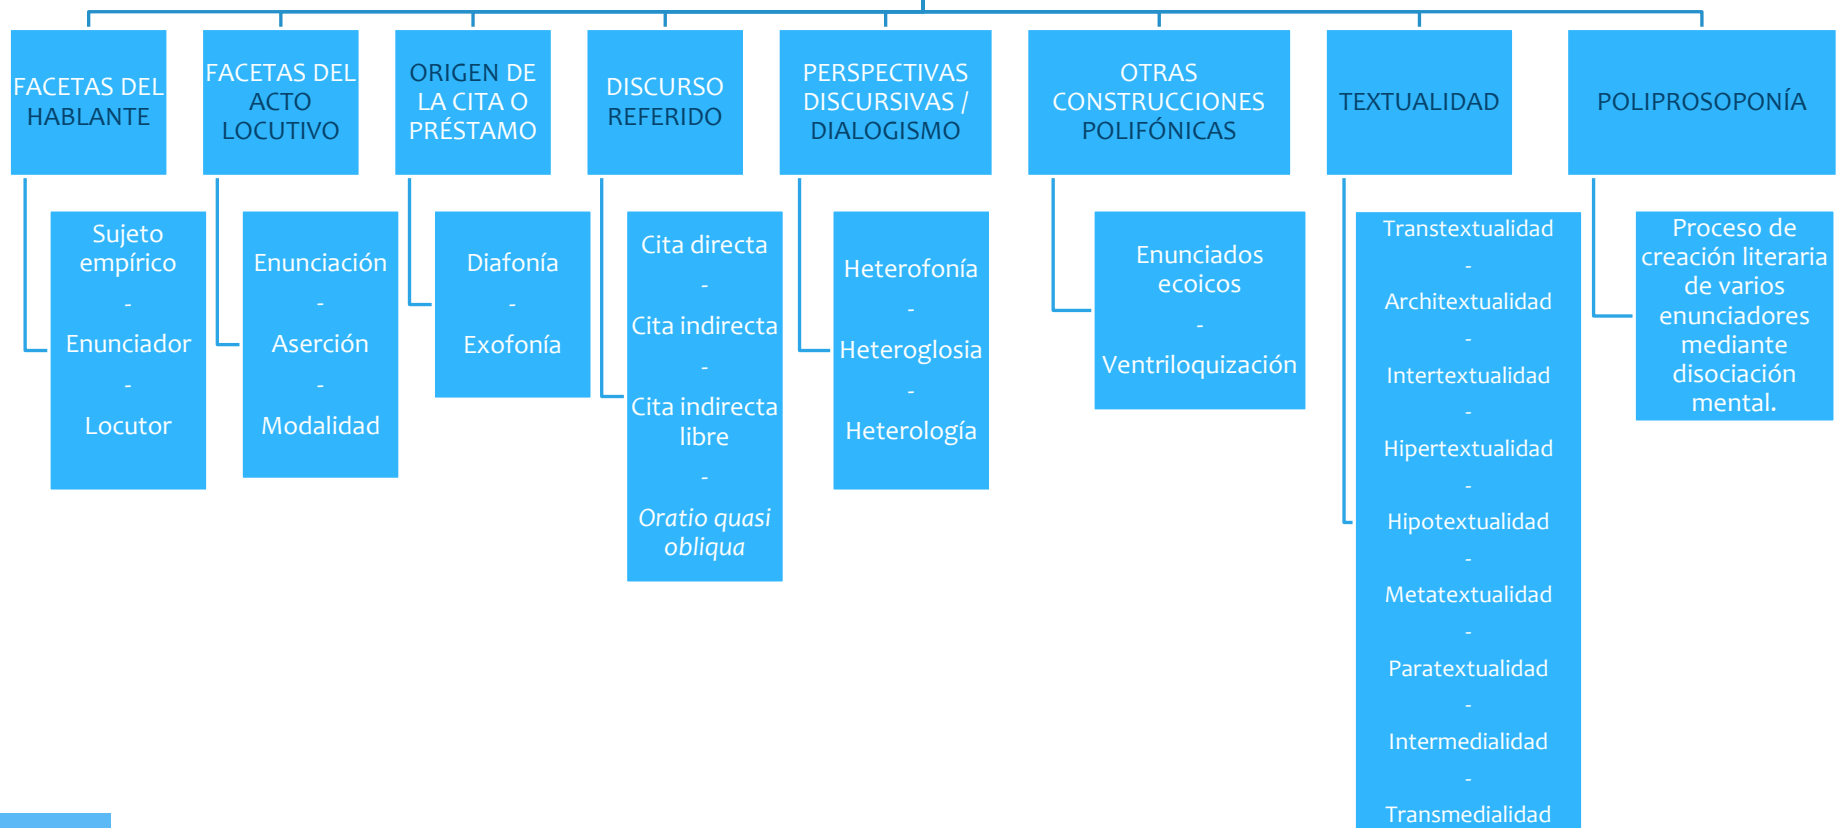 FACETAS DEL
HABLANTE
Sujeto
empírico
-
Enunciador
-
Locutor
FACETAS DEL
ACTO
LOCUTIVO
Enunciación
-
Aserción
-
Modalidad
ORIGEN DE
LA CITA O
PRÉSTAMO
Diafonía
-
Exofonía
DISCURSO
REFERIDO
Cita directa
-
Cita indirecta
-
Cita indirecta
libre
-
Oratio quasi
obliqua
PERSPECTIVAS
DISCURSIVAS /
DIALOGISMO
Heterofonía
-
Heteroglosia
-
Heterología
OTRAS
CONSTRUCCIONES
POLIFÓNICAS
Enunciados
ecoicos
-
Ventriloquización
TEXTUALIDAD
Transtextualidad
-
Architextualidad
-
Intertextualidad
-
Hipertextualidad
-
Hipotextualidad
-
Metatextualidad
-
Paratextualidad
-
Intermedialidad
-
Transmedialidad
POLIPROSOPONÍA
Proceso de
creación literaria
de varios
enunciadores
mediante
disociación
mental.